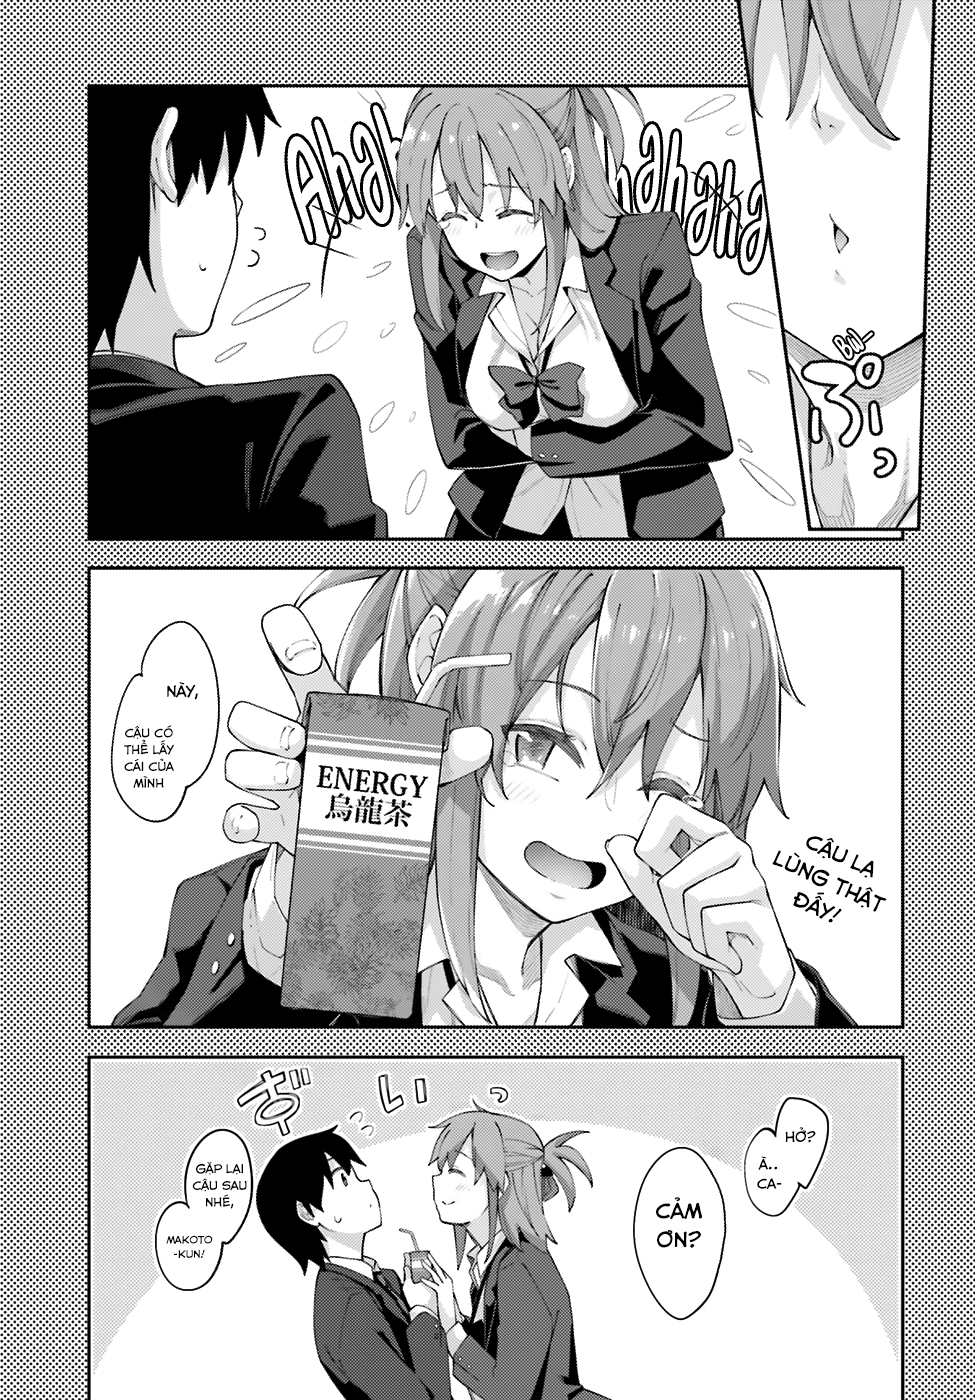 BU-
ぷっ
Ahahahahaha
NÀY,
CẬU CÓ
THỂ LẤY
CÁI CỦA
MÌNH
ENERGY
烏龍茶
CẬU LẠ
LÙNG THẬT
ĐẤY!
HỞ?
À..
CA-
CẢM
ƠN?
ずいっ
GẶP LẠI
CẬU SAU
NHÉ,
MAKOTO
-KUN!